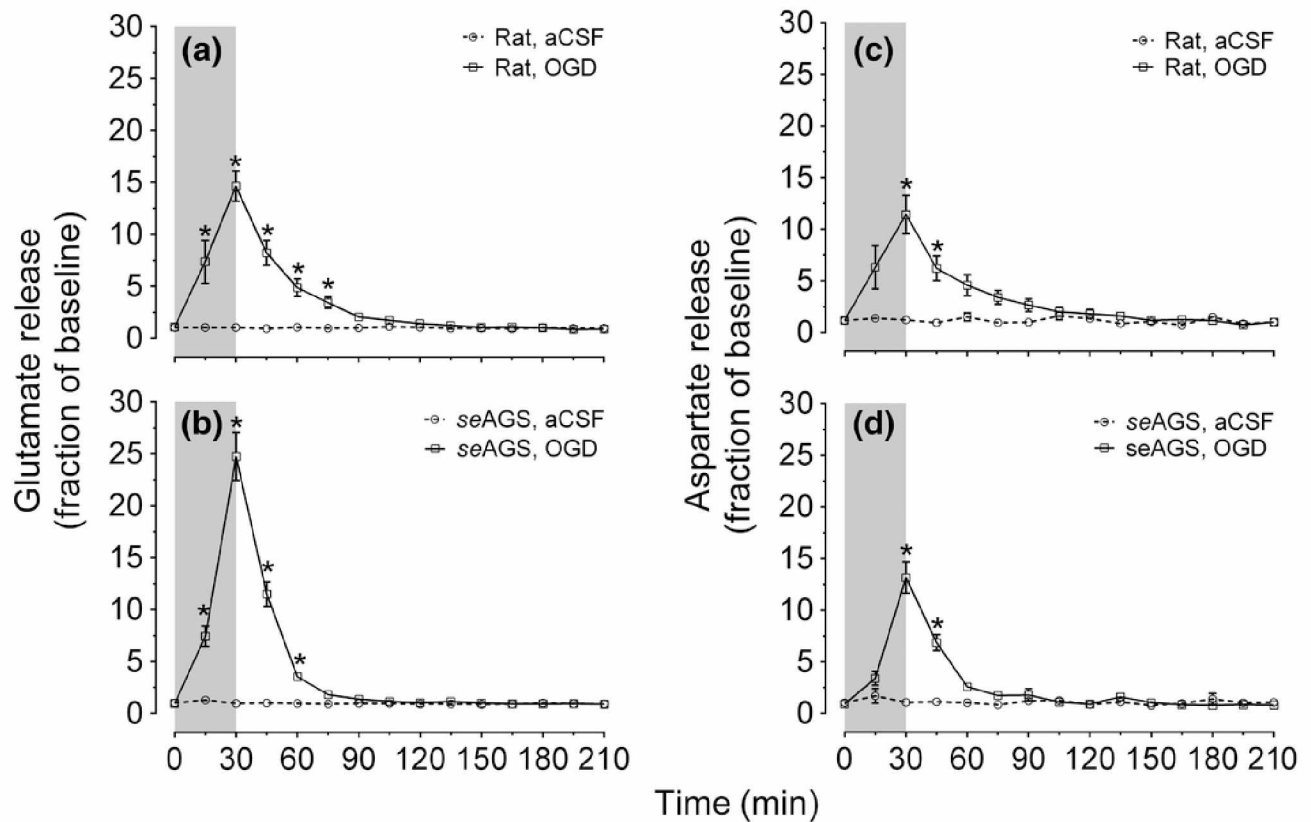 Glutamate release
(fraction of baseline)
(a)
Rat, aCSF
Rat, OGD
30
25
20
15
10
5
0
*
*
*
*
*
(b)
seAGS, aCSF
seAGS, OGD
30
25
20
15
10
5
0
*
*
*
*
0 30 60 90 120 150 180 210
Aspartate release
(fraction of baseline)
(c)
Rat, aCSF
Rat, OGD
30
25
20
15
10
5
0
*
*
(d)
seAGS, aCSF
seAGS, OGD
30
25
20
15
10
5
0
*
*
0 30 60 90 120 150 180 210
Time (min)